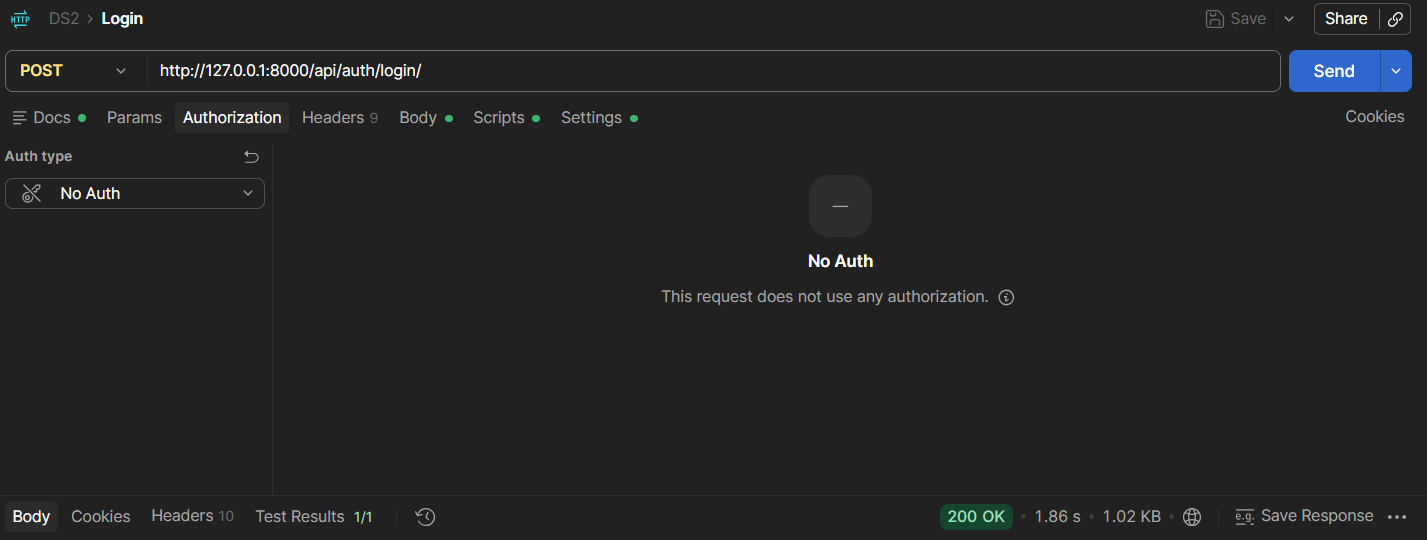 HTTP DS2 > Login Save Share
POST http://127.0.0.1:8000/api/auth/login/ Send
Docs Params Authorization Headers 9 Body Scripts Settings Cookies
Auth type
No Auth
No Auth
This request does not use any authorization.
Body Cookies Headers 10 Test Results 1/1 200 OK • 1.86 s • 1.02 KB • e.g. Save Response